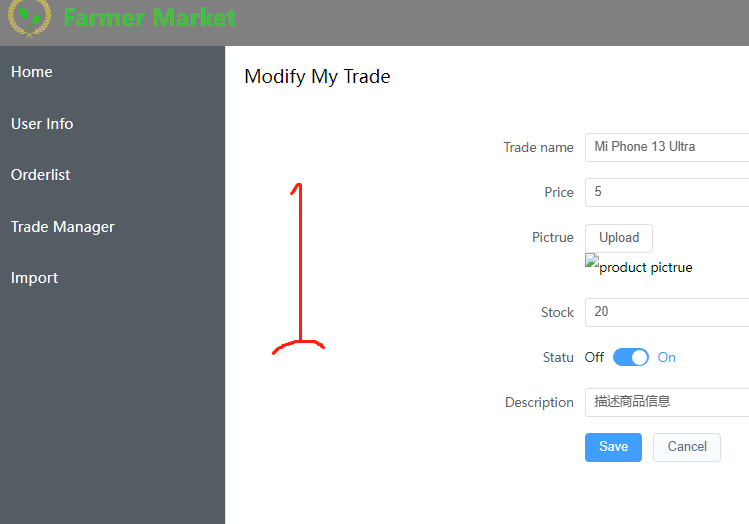 Farmer Market
Home
User Info
Orderlist
Trade Manager
Import
Modify My Trade
1
Trade name Mi Phone 13 Ultra
Price 5
Pictrue Upload
product pictrue
Stock 20
Statu Off On
Description 描述商品信息
Save Cancel